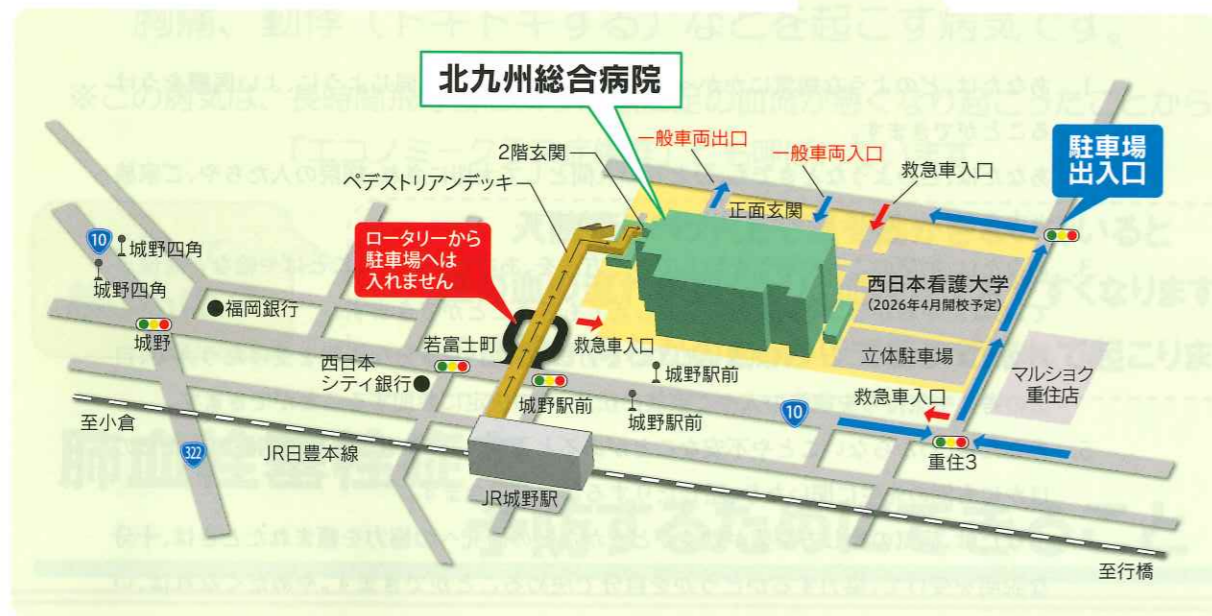 北九州総合病院
一般車両出口
一般車両入口
2階玄関
救急車入口
駐車場
出入口
ペデストリアンデッキ
正面玄関
ロータリーから
駐車場へは
入れません
10
城野四角
城野四角
西日本看護大学
(2026年4月開校予定)
福岡銀行
城野
若富士町
救急車入口
立体駐車場
西日本
シティ銀行
城野駅前
城野駅前
城野駅前
マルショク
重住店
救急車入口
10
至小倉
322
JR日豊本線
重住3
JR城野駅
至行橋